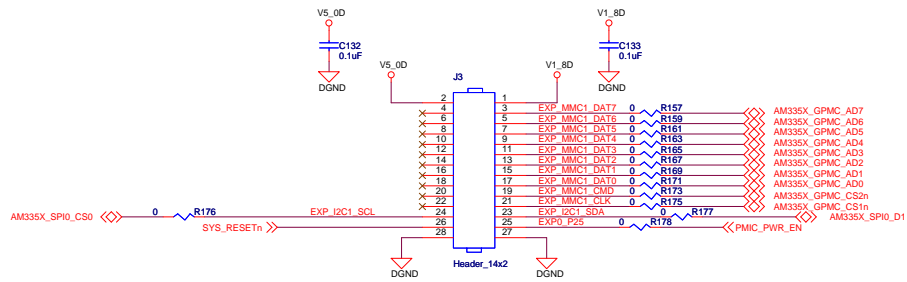 V5_0D
V1_8D
C132
0.1uF
C133
0.1uF
DGND
DGND
V5_0D
V1_8D
J3
2 1
4 3 EXP_MMC1_DAT7 0 R157 AM335X_GPMC_AD7
6 5 EXP_MMC1_DAT6 0 R159 AM335X_GPMC_AD6
8 7 EXP_MMC1_DAT5 0 R161 AM335X_GPMC_AD5
10 9 EXP_MMC1_DAT4 0 R163 AM335X_GPMC_AD4
12 11 EXP_MMC1_DAT3 0 R165 AM335X_GPMC_AD3
14 13 EXP_MMC1_DAT2 0 R167 AM335X_GPMC_AD2
16 15 EXP_MMC1_DAT1 0 R169 AM335X_GPMC_AD1
18 17 EXP_MMC1_DAT0 0 R171 AM335X_GPMC_AD0
20 19 EXP_MMC1_CMD 0 R173 AM335X_GPMC_CS2n
22 21 EXP_MMC1_CLK 0 R175 AM335X_GPMC_CS1n
AM335X_SPI0_CS0 0 R176 EXP_I2C1_SCL 24 23 EXP_I2C1_SDA 0 R177 AM335X_SPI0_D1
SYS_RESETn 26 25 EXP0_P25 0 R178 PMIC_PWR_EN
28 27
Header_14x2
DGND
DGND